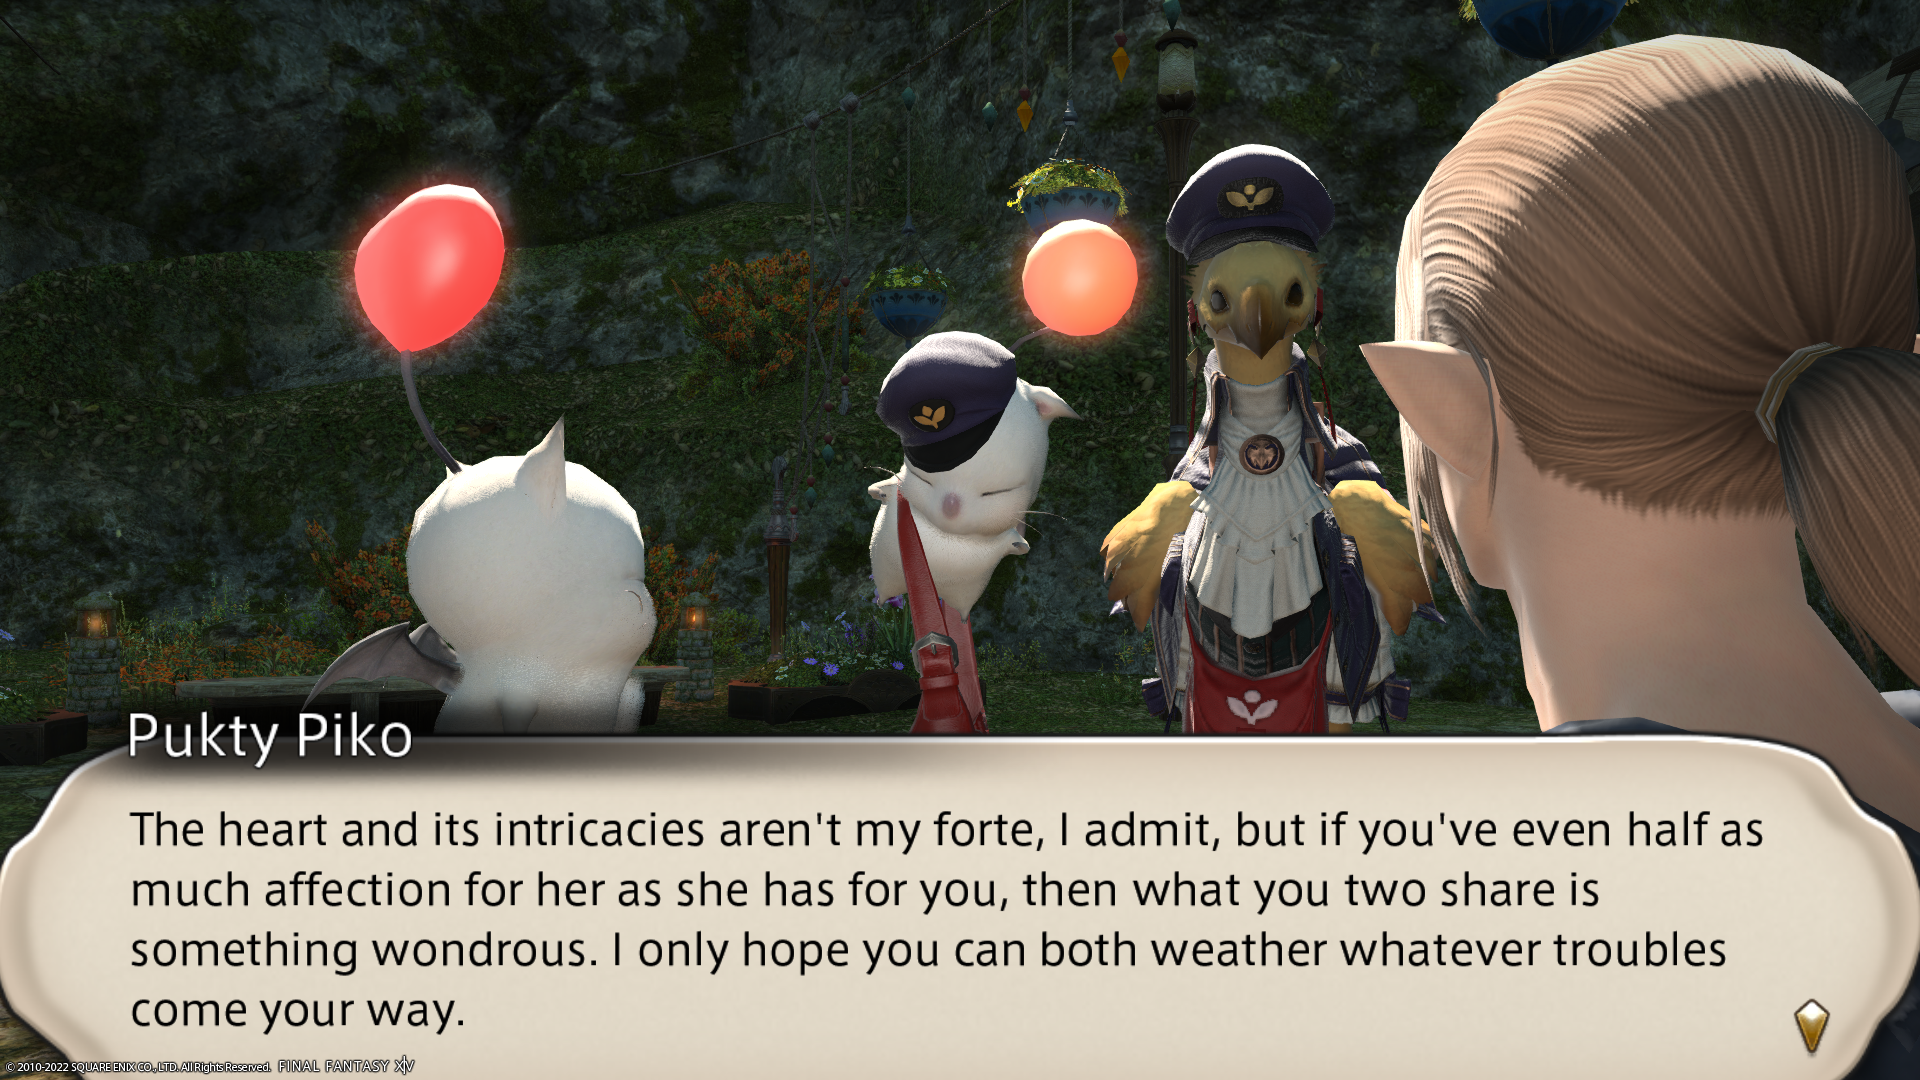 Pukty Piko
The heart and its intricacies aren't my forte, I admit, but if you've even half as
much affection for her as she has for you, then what you two share is
something wondrous. I only hope you can both weather whatever troubles
come your way.
© 2010-2022 SQUARE ENIX CO., LTD. All Rights Reserved. FINAL FANTASY XIV